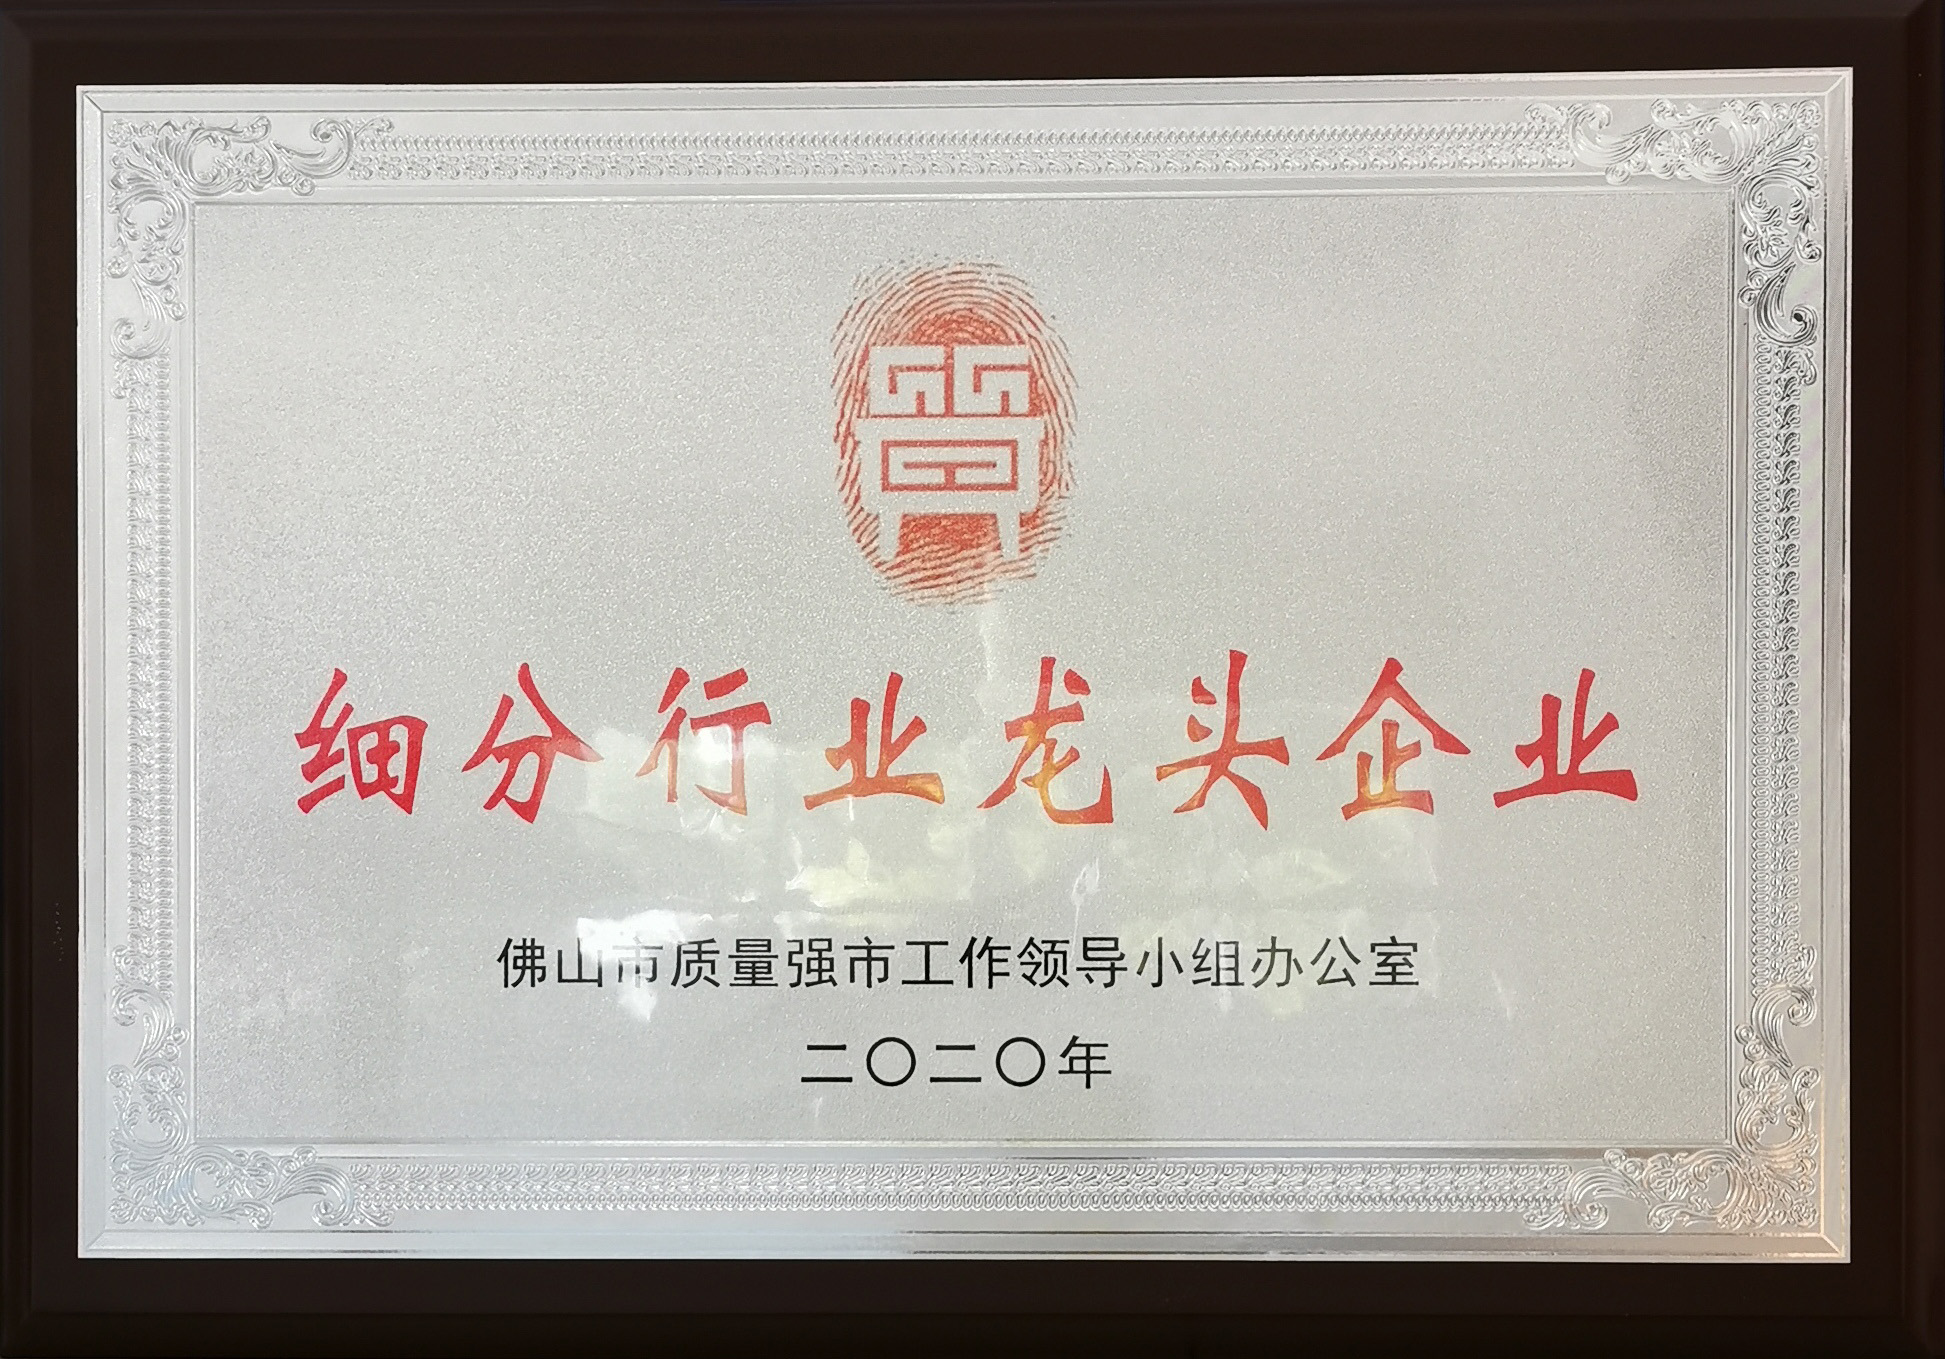 細分行业龙头企业
佛山市质量强市工作领导小组办公室
二〇二〇年